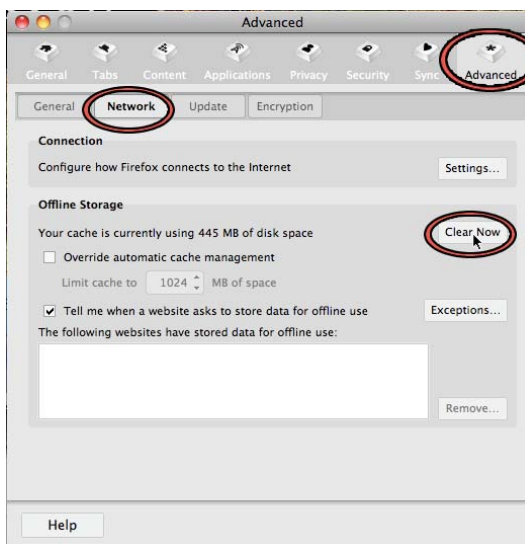 Advanced
General Tabs Content Applications Privacy Security Sync Advanced
General Network Update Encryption
Connection
Configure how Firefox connects to the Internet Settings...
Offline Storage
Your cache is currently using 445 MB of disk space Clear Now
Override automatic cache management
Limit cache to 1024 MB of space
Tell me when a website asks to store data for offline use Exceptions...
The following websites have stored data for offline use:
Remove...
Help